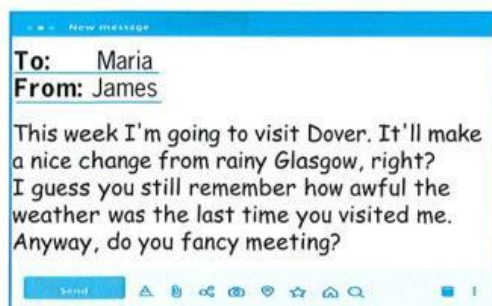 New message
To: Maria
From: James
This week I'm going to visit Dover. It'll make
a nice change from rainy Glasgow, right?
I guess you still remember how awful the
weather was the last time you visited me.
Anyway, do you fancy meeting?
Send